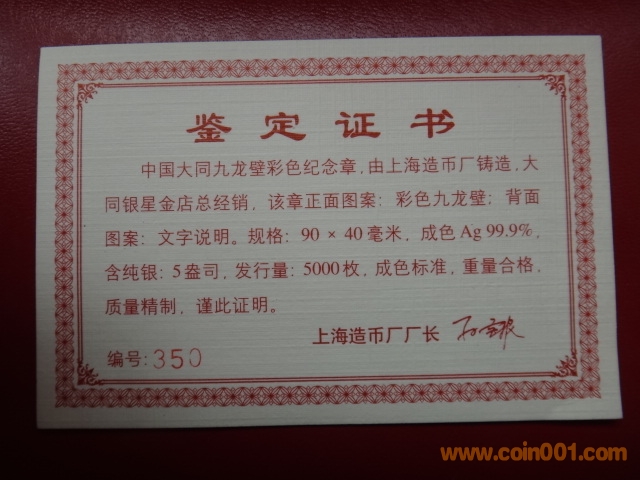 鉴定证书
中国大同九龙壁彩色纪念章，由上海造币厂铸造，大
同银星金店总经销，该章正面图案：彩色九龙壁；背面
图案：文字说明。规格：90 × 40毫米，成色 Ag 99.9%，
含纯银：5盎司，发行量：5000枚，成色标准，重量合格，
质量精制，谨此证明。
上海造币厂厂长
编号：350
www.coin001.com